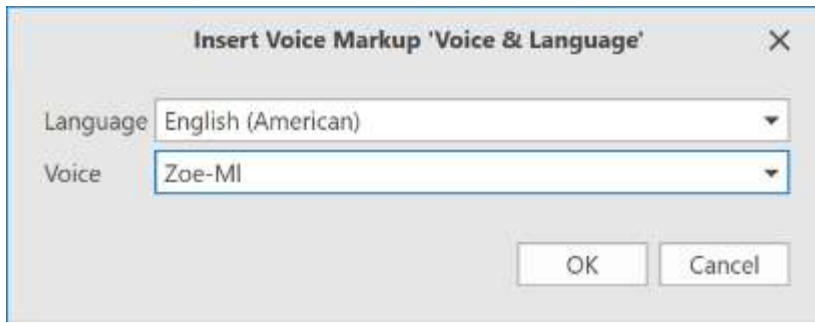 Insert Voice Markup 'Voice & Language'
Language English (American)
Voice Zoe-Ml
OK Cancel